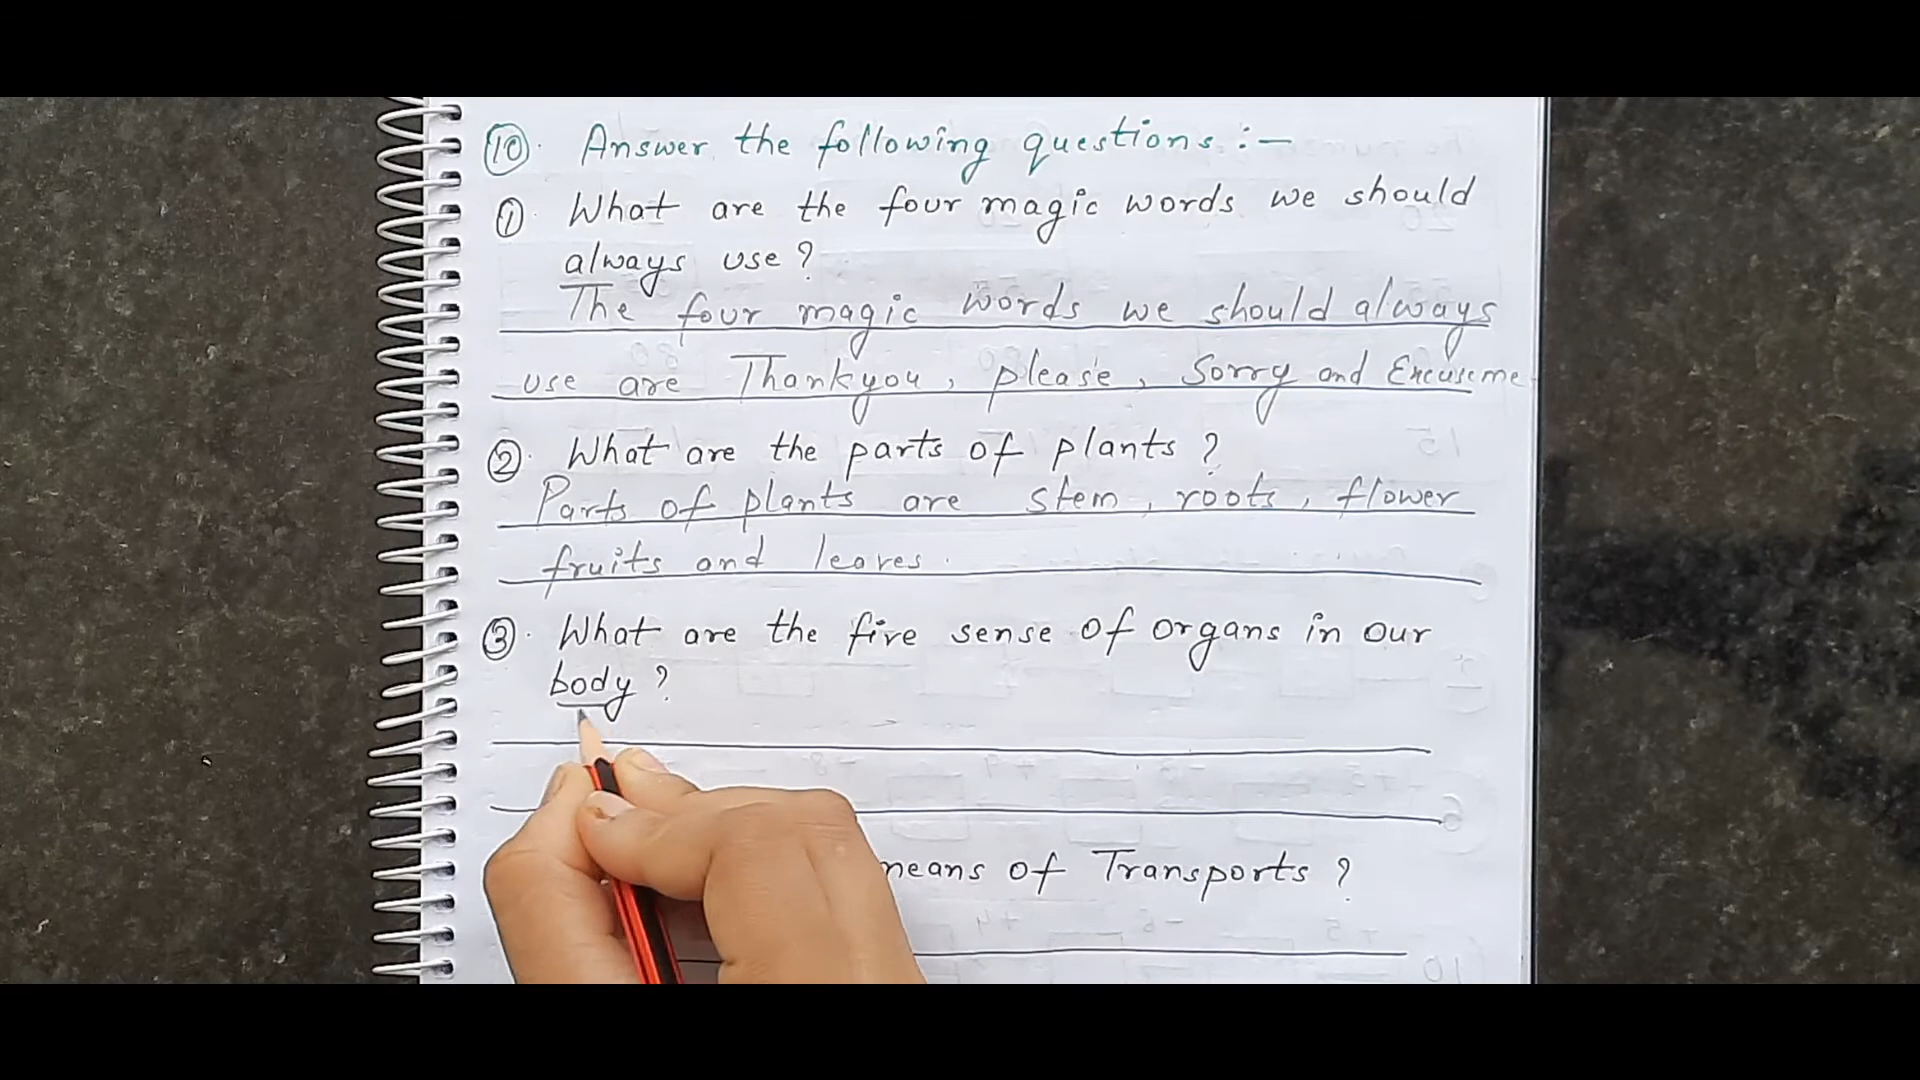 10. Answer the following questions :-
1. What are the four magic words we should
always use ?
The four magic words we should always
use are Thankyou, please, Sorry and Excuseme
2. What are the parts of plants ?
Parts of plants are stem, roots, flower
fruits and leaves.
3. What are the five sense of organs in our
body ?
means of Transports ?